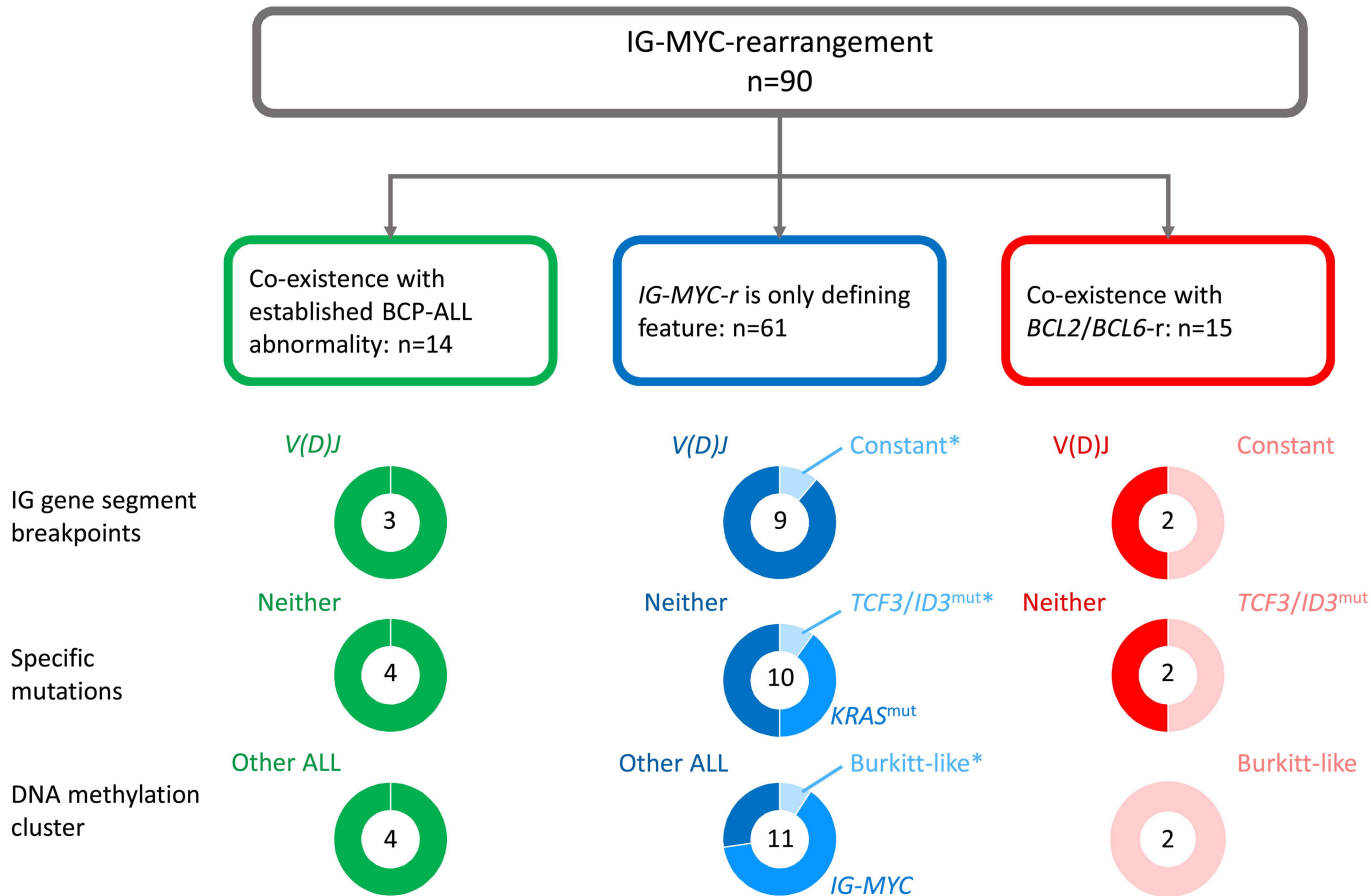 IG-MYC-rearrangement
n=90
Co-existence with
established BCP-ALL
abnormality: n=14
IG-MYC-r is only defining
feature: n=61
Co-existence with
BCL2/BCL6-r: n=15
IG gene segment
breakpoints
V(D)J
3
V(D)J
Constant*
9
V(D)J
Constant
2
Specific
mutations
Neither
4
Neither
TCF3/ID3mut*
10
KRASmut
Neither
TCF3/ID3mut
2
DNA methylation
cluster
Other ALL
4
Other ALL
Burkitt-like*
11
IG-MYC
Burkitt-like
2